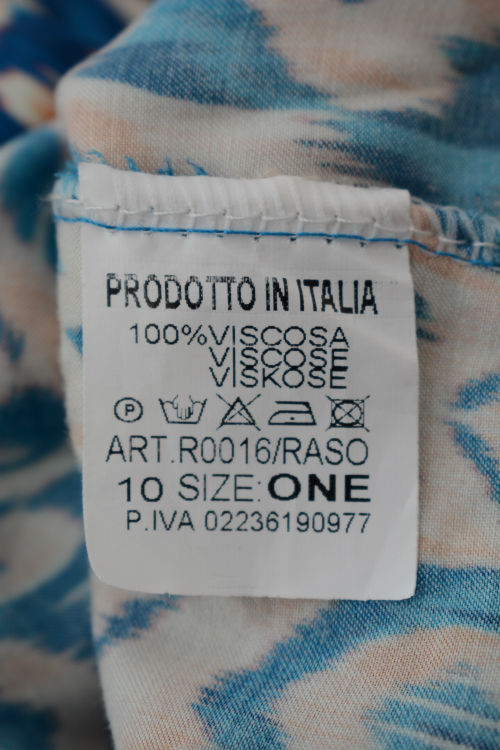 PRODOTTO IN ITALIA
100%VISCOSA
VISCOSE
VISKOSE
P
ART.R0016/RASO
10 SIZE:ONE
P.IVA 02236190977